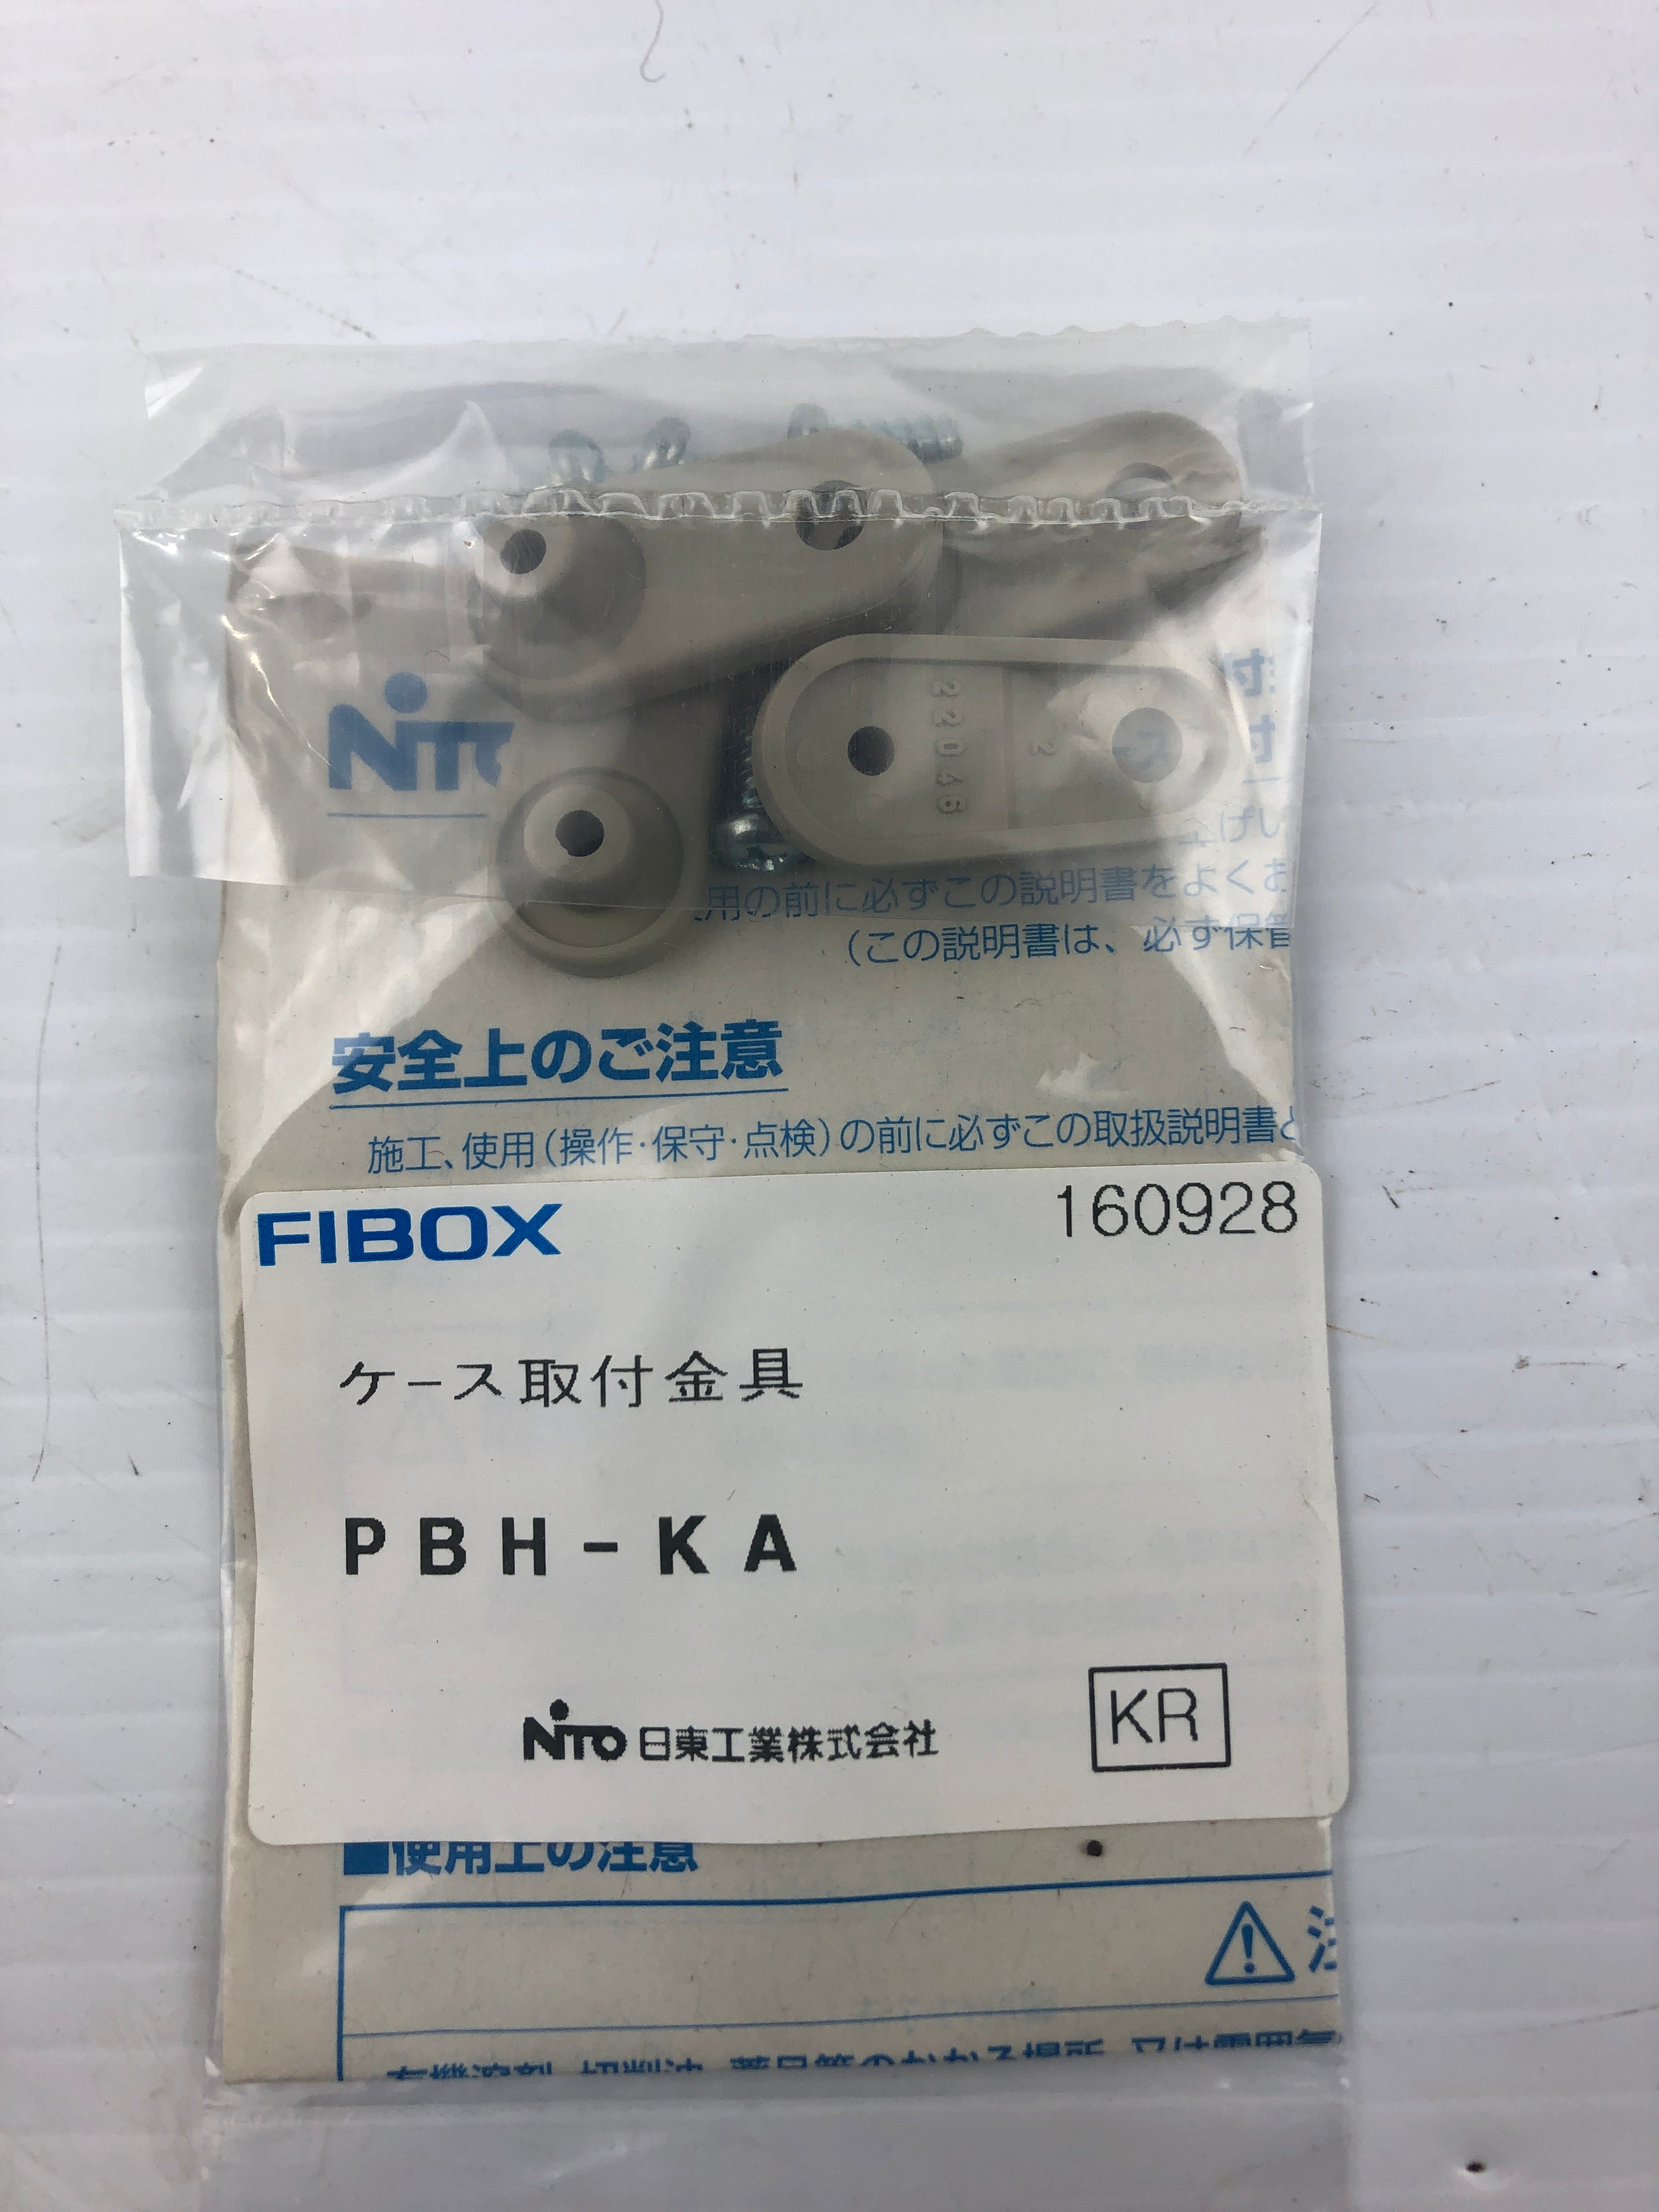 22046
2
用の前に必ずこの説明書をよくお
(この説明書は、必ず保管
安全上のご注意
施工、使用(操作・保守・点検)の前に必ずこの取扱説明書と
FIBOX
160928
ケース取付金具
PBH-KA
NITO 日東工業株式会社
KR
■使用上の注意
注